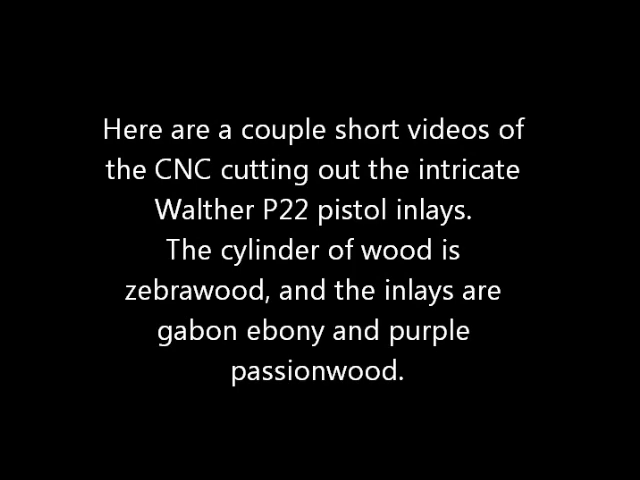 Here are a couple short videos of
the CNC cutting out the intricate
Walther P22 pistol inlays.
The cylinder of wood is
zebrawood, and the inlays are
gabon ebony and purple
passionwood.